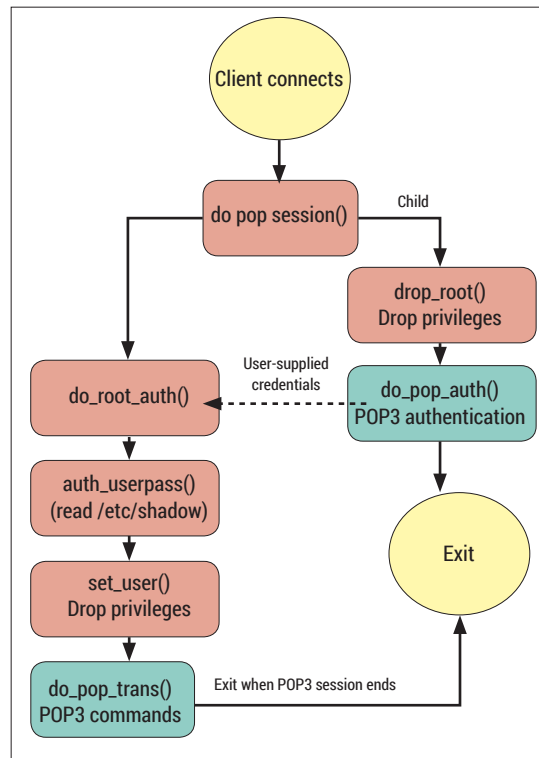 Client connects
do pop session()
Child
drop_root()
Drop privileges
User-supplied
credentials
do_root_auth()
do_pop_auth()
POP3 authentication
auth_userpass()
(read /etc/shadow)
Exit
set_user()
Drop privileges
do_pop_trans()
POP3 commands
Exit when POP3 session ends